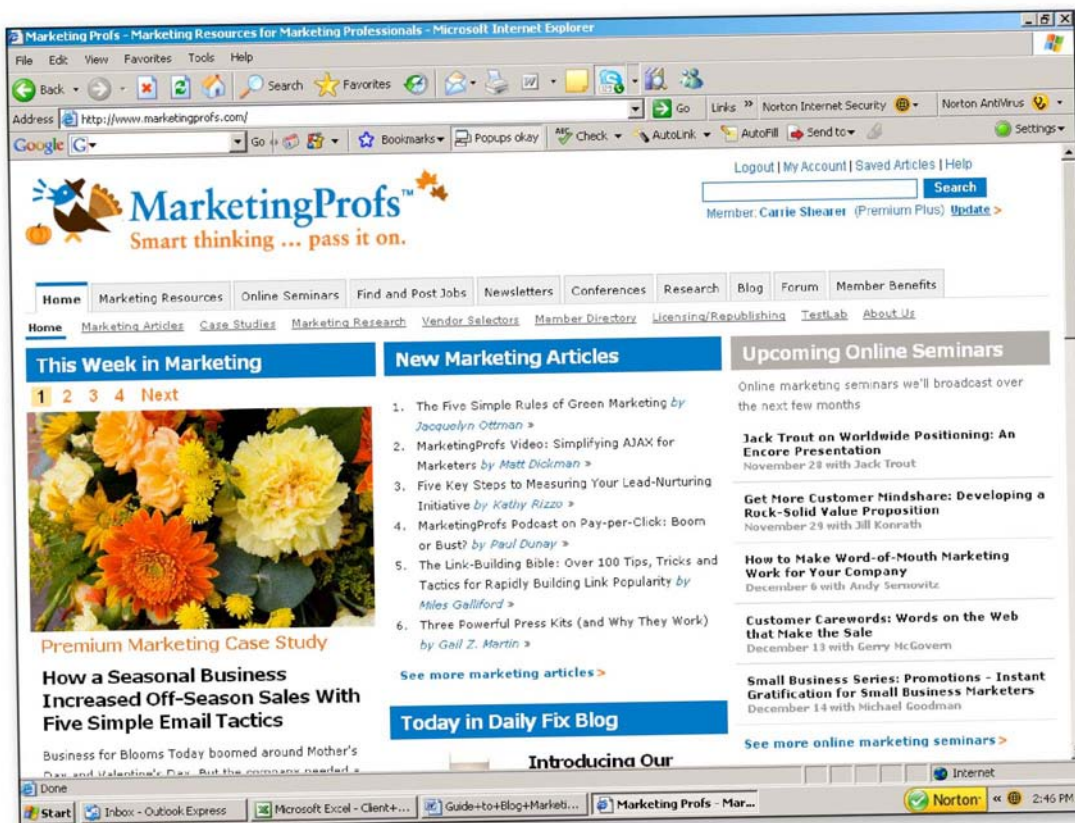 Marketing Profs - Marketing Resources for Marketing Professionals - Microsoft Internet Explorer
File Edit View Favorites Tools Help
Back Search Favorites
Address http://www.marketingprofs.com/ Go Links » Norton Internet Security Norton AntiVirus
Google G Go Bookmarks Popups okay ABC Check AutoLink AutoFill Send to Settings
Logout | My Account | Saved Articles | Help
Search
Member: Carrie Shearer (Premium Plus) Update >
MarketingProfs™
Smart thinking ... pass it on.
Home Marketing Resources Online Seminars Find and Post Jobs Newsletters Conferences Research Blog Forum Member Benefits
Home Marketing Articles Case Studies Marketing Research Vendor Selectors Member Directory Licensing/Republishing TestLab About Us
This Week in Marketing
1 2 3 4 Next
Premium Marketing Case Study
How a Seasonal Business
Increased Off-Season Sales With
Five Simple Email Tactics
Business for Blooms Today boomed around Mother's
Day and Valentine's Day. But the company needed a
New Marketing Articles
1. The Five Simple Rules of Green Marketing by
Jacquelyn Ottman »
2. MarketingProfs Video: Simplifying AJAX for
Marketers by Matt Dickman »
3. Five Key Steps to Measuring Your Lead-Nurturing
Initiative by Kathy Rizzo »
4. MarketingProfs Podcast on Pay-per-Click: Boom
or Bust? by Paul Dunay »
5. The Link-Building Bible: Over 100 Tips, Tricks and
Tactics for Rapidly Building Link Popularity by
Miles Galliford »
6. Three Powerful Press Kits (and Why They Work)
by Gail Z. Martin »
See more marketing articles >
Today in Daily Fix Blog
Introducing Our
Upcoming Online Seminars
Online marketing seminars we'll broadcast over
the next few months
Jack Trout on Worldwide Positioning: An
Encore Presentation
November 28 with Jack Trout
Get More Customer Mindshare: Developing a
Rock-Solid Value Proposition
November 29 with Jill Konrath
How to Make Word-of-Mouth Marketing
Work for Your Company
December 6 with Andy Sernovitz
Customer Carewords: Words on the Web
that Make the Sale
December 13 with Gerry McGovern
Small Business Series: Promotions - Instant
Gratification for Small Business Marketers
December 14 with Michael Goodman
See more online marketing seminars >
Done Internet
Start Inbox - Outlook Express Microsoft Excel - Client+... Guide+to+Blog+Marketi... Marketing Profs - Mar... Norton « 2:46 PM